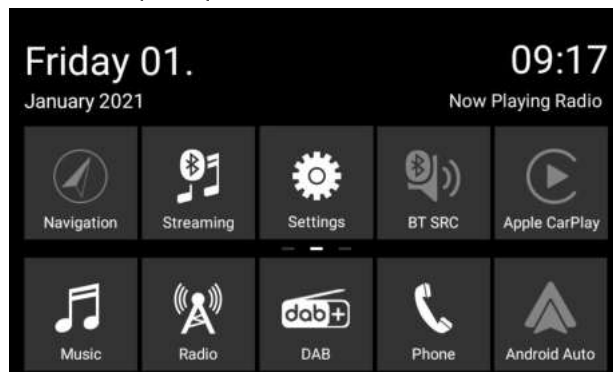 Friday 01.
09:17
January 2021
Now Playing Radio
Navigation
Streaming
Settings
BT SRC
Apple CarPlay
dab+
Music
Radio
DAB
Phone
Android Auto